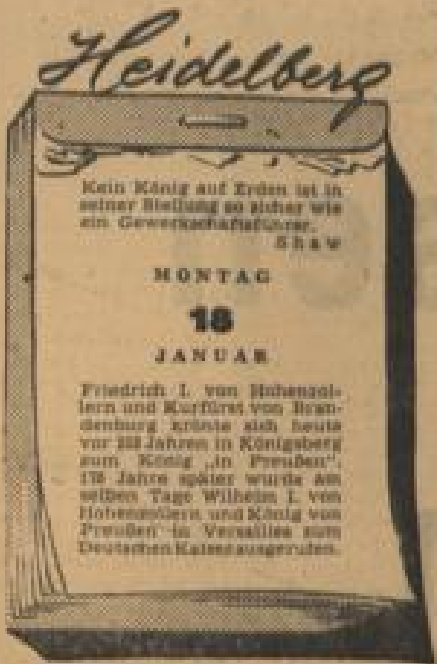 Heidelberg
Kein König auf Erden ist in
seiner Stellung so sicher wie
ein Gewerkschaftsführer.
Shaw
MONTAG
18
JANUAR
Friedrich I. von Hohenzol-
lern und Kurfürst von Bran-
denburg krönte sich heute
vor Jahren in Königsberg
zum König „in Preußen“.
Jahre später wurde am
selben Tage Wilhelm I. von
Hohenzollern und König von
Preußen in Versailles zum
Deutschen Kaiser ausgerufen.